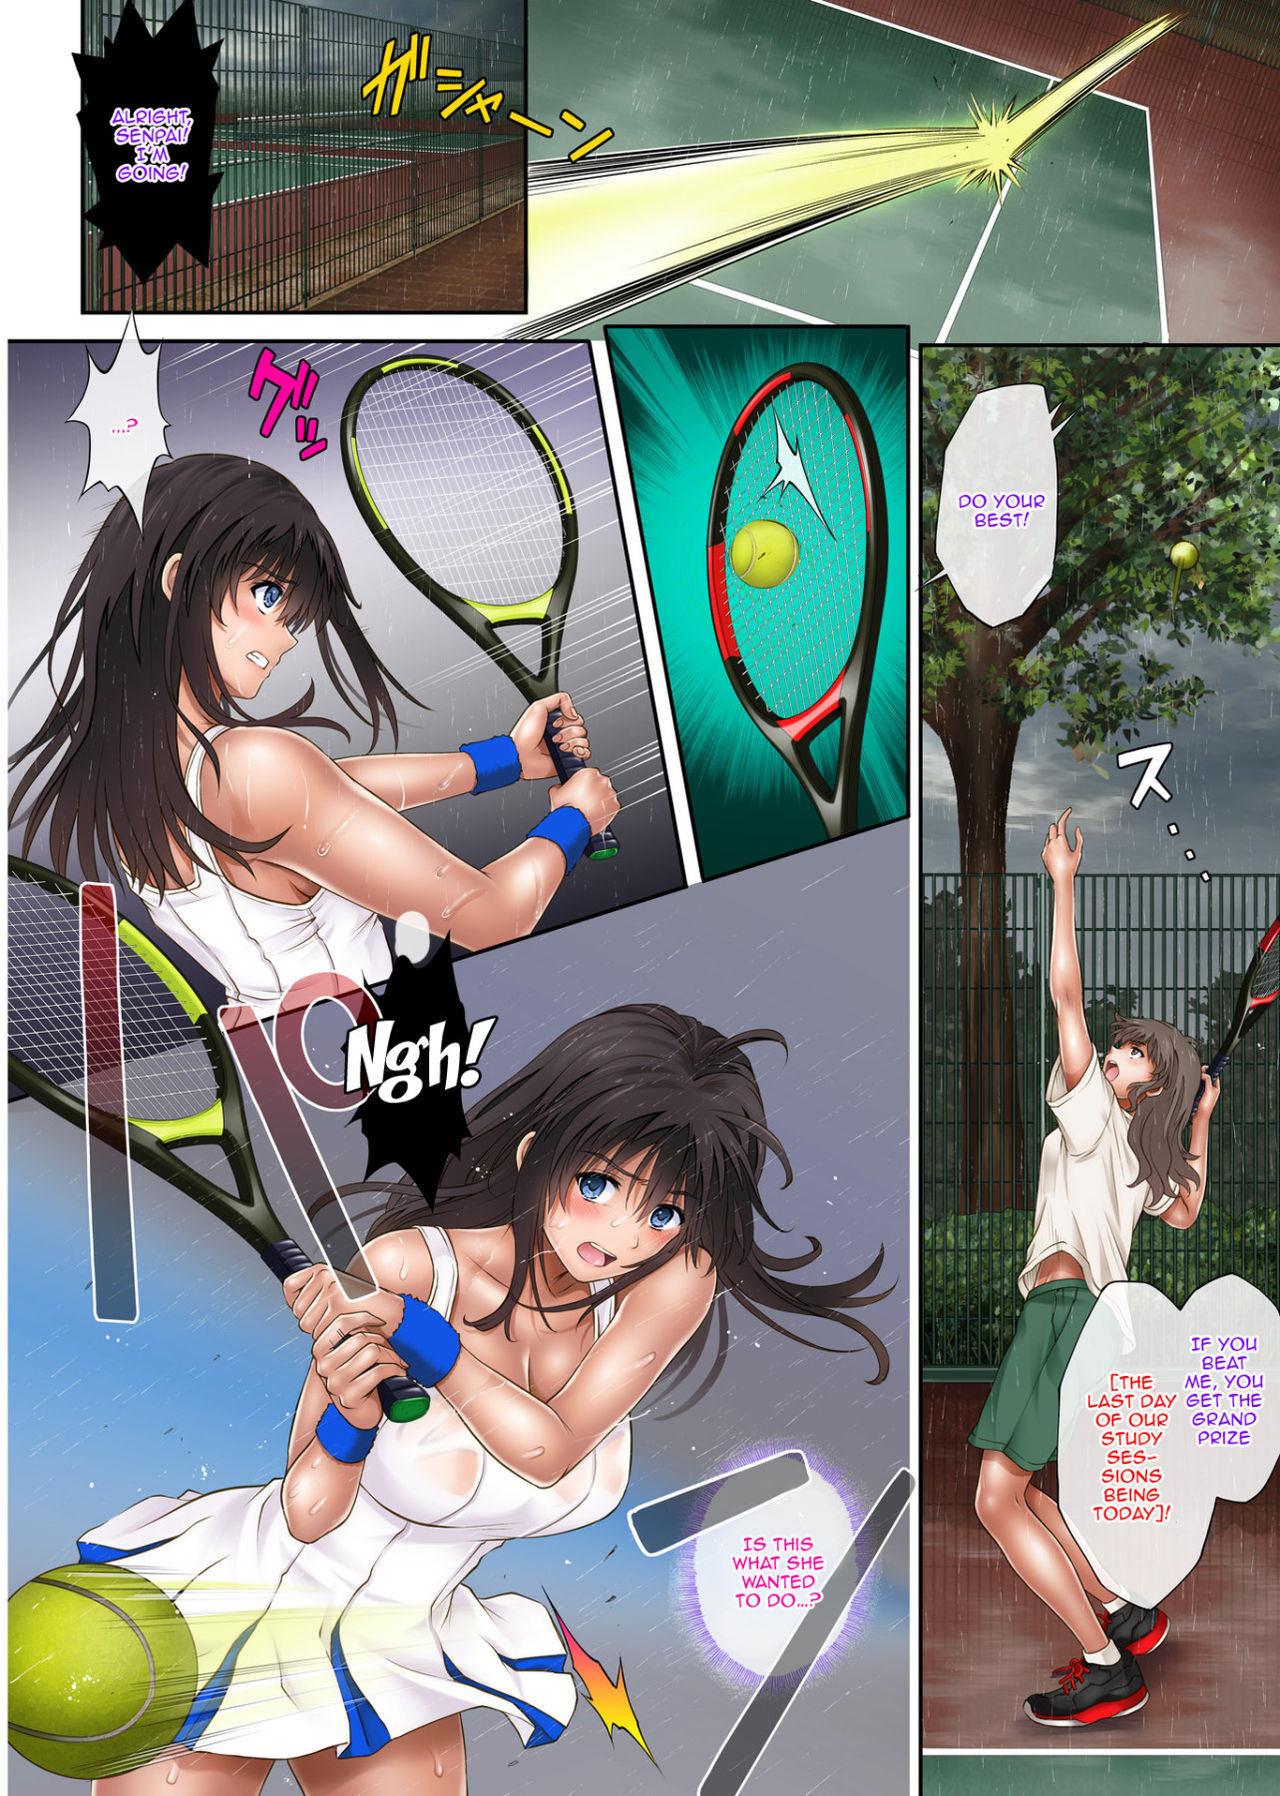 ALRIGHT,
SENPAI!
I'M
GOING!
ガシャーン
DO YOUR
BEST!
ス...
IF YOU
BEAT
ME, YOU
GET THE
GRAND
PRIZE
[THE
LAST DAY
OF OUR
STUDY
SES-
SIONS
BEING
TODAY]!
...?
グッ
Ngh!
IS THIS
WHAT SHE
WANTED
TO DO...?